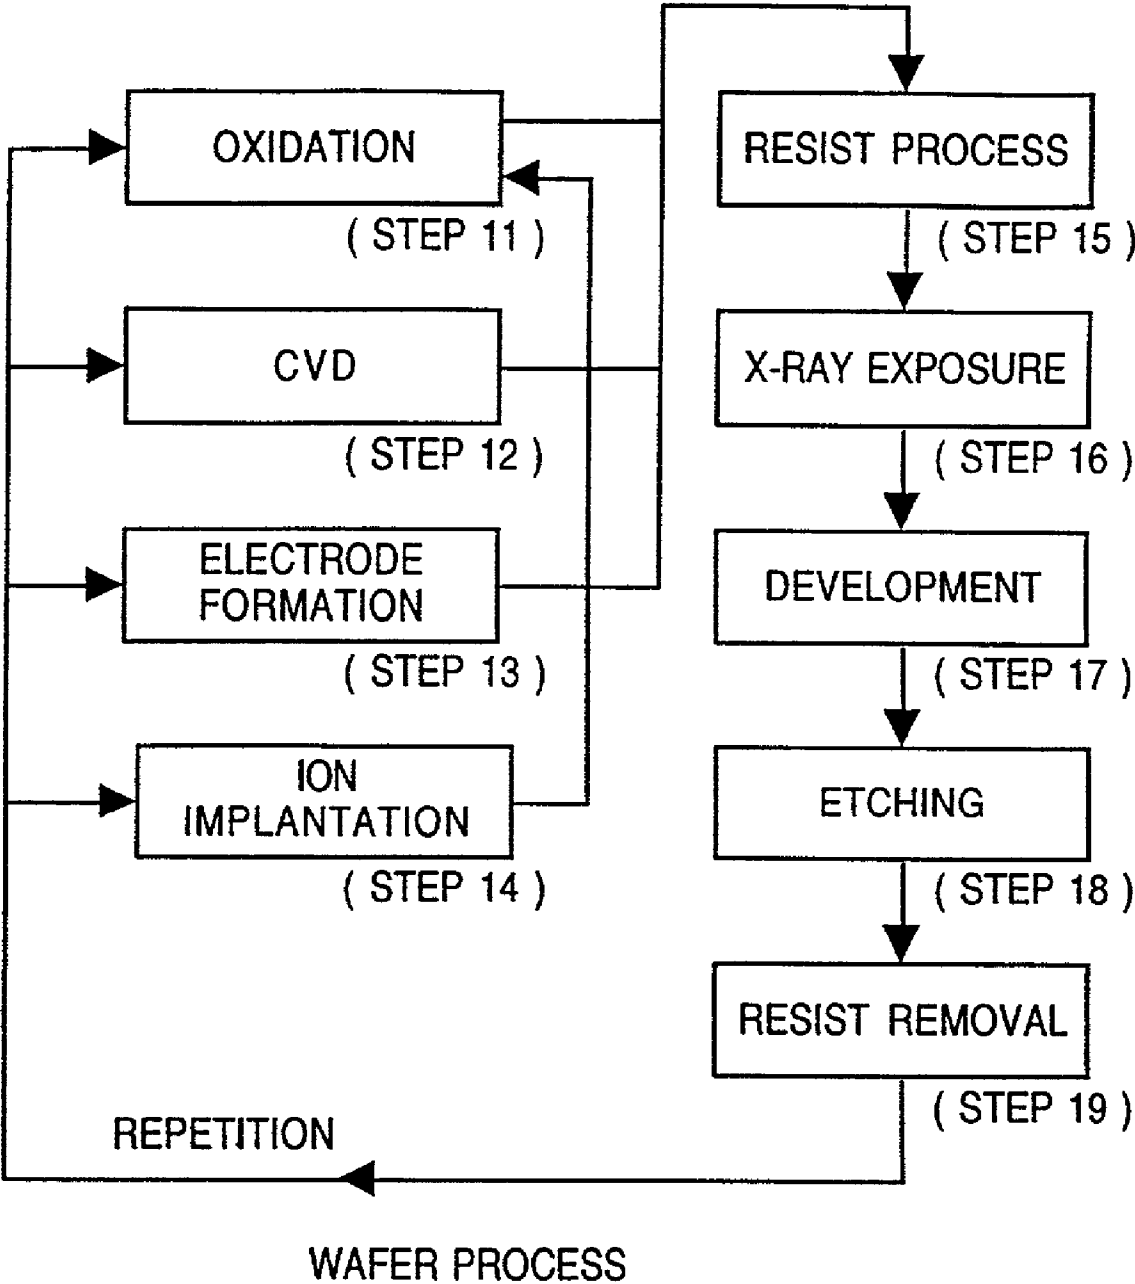 OXIDATION
( STEP 11 )
CVD
( STEP 12 )
ELECTRODE
FORMATION
( STEP 13 )
ION
IMPLANTATION
( STEP 14 )
RESIST PROCESS
( STEP 15 )
X-RAY EXPOSURE
( STEP 16 )
DEVELOPMENT
( STEP 17 )
ETCHING
( STEP 18 )
RESIST REMOVAL
( STEP 19 )
REPETITION
WAFER PROCESS